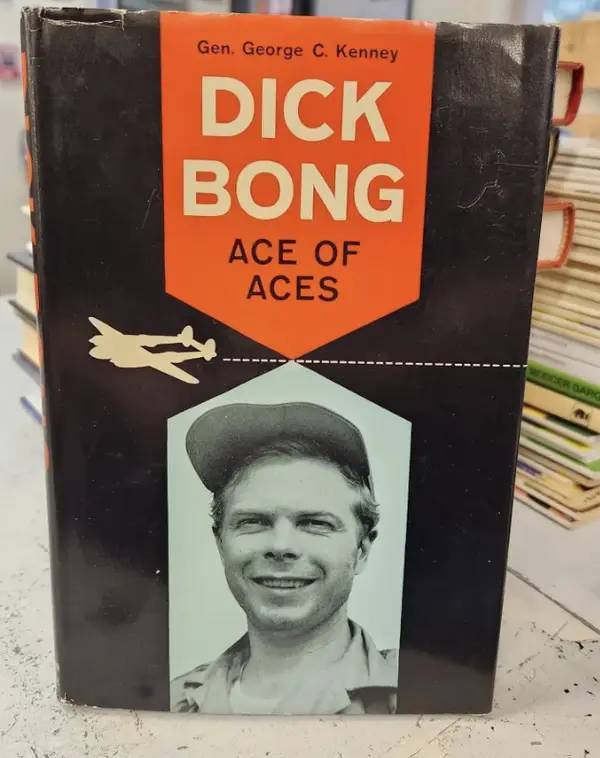 Gen. George C. Kenney
DICK
BONG
ACE OF
ACES